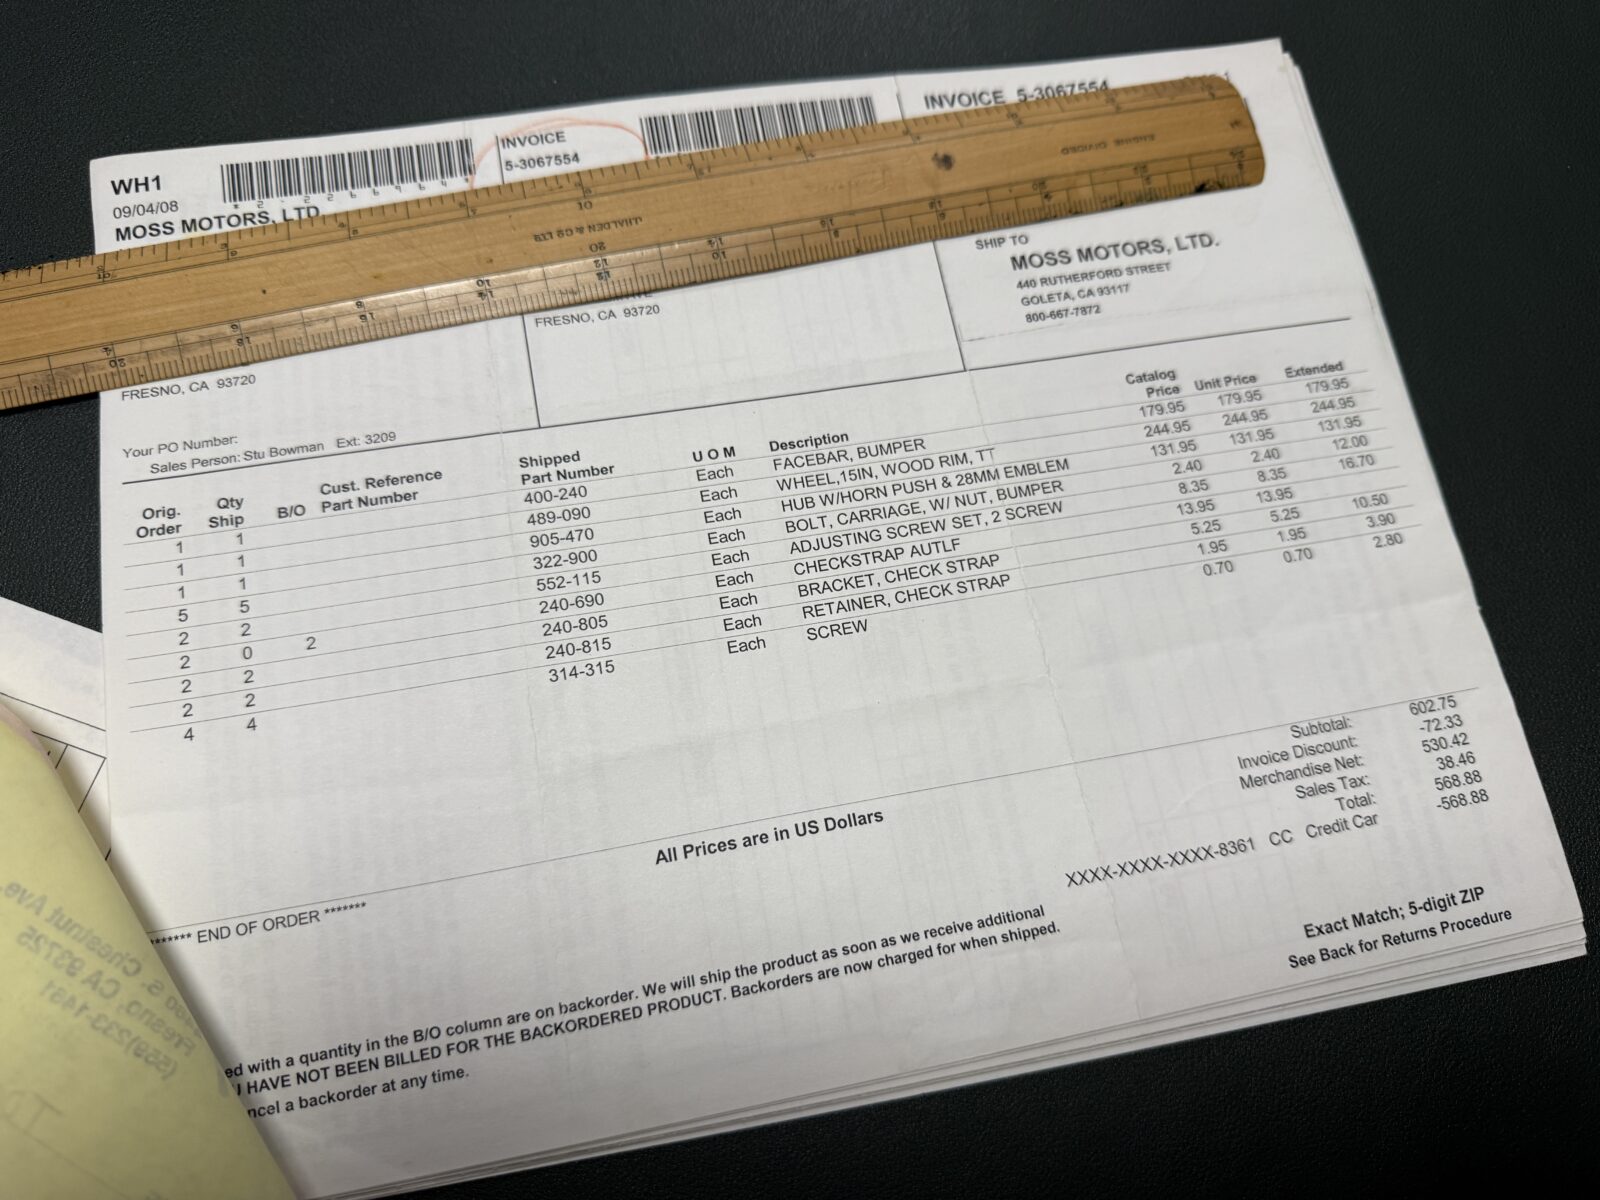 INVOICE 5-3067554
WH1
09/04/08
MOSS MOTORS, LTD
INVOICE
5-3067554
J.HALDEN & CO LTD
ENGINE DIVIDED
SHIP TO
MOSS MOTORS, LTD.
440 RUTHERFORD STREET
GOLETA, CA 93117
800-667-7872
FRESNO, CA 93720
FRESNO, CA 93720
Your PO Number:
Sales Person: Stu Bowman Ext: 3209
Orig. Order Qty Ship B/O Cust. Reference Part Number Shipped Part Number U O M Description Catalog Price Unit Price Extended
1 1 400-240 Each FACEBAR, BUMPER 179.95 179.95 179.95
1 1 489-090 Each WHEEL,15IN, WOOD RIM, TT 244.95 244.95 244.95
1 1 905-470 Each HUB W/HORN PUSH & 28MM EMBLEM 131.95 131.95 131.95
5 5 322-900 Each BOLT, CARRIAGE, W/ NUT, BUMPER 2.40 2.40 12.00
2 2 552-115 Each ADJUSTING SCREW SET, 2 SCREW 8.35 8.35 16.70
2 0 2 240-690 Each CHECKSTRAP AUTLF 13.95 13.95
2 2 240-805 Each BRACKET, CHECK STRAP 5.25 5.25 10.50
2 2 240-815 Each RETAINER, CHECK STRAP 1.95 1.95 3.90
4 4 314-315 Each SCREW 0.70 0.70 2.80
Subtotal: 602.75
Invoice Discount: -72.33
Merchandise Net: 530.42
Sales Tax: 38.46
Total: 568.88
XXXX-XXXX-XXXX-8361 CC Credit Car -568.88
All Prices are in US Dollars
******* END OF ORDER *******
Exact Match; 5-digit ZIP
See Back for Returns Procedure
ed with a quantity in the B/O column are on backorder. We will ship the product as soon as we receive additional
U HAVE NOT BEEN BILLED FOR THE BACKORDERED PRODUCT. Backorders are now charged for when shipped.
ncel a backorder at any time.
S. Chestnut Ave.
Fresno, CA 93725
(559)233-1461